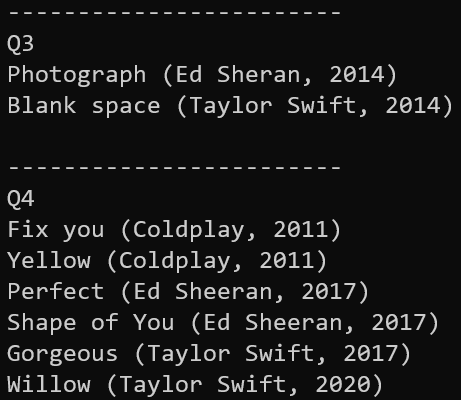 ------------------------
Q3
Photograph (Ed Sheran, 2014)
Blank space (Taylor Swift, 2014)
------------------------
Q4
Fix you (Coldplay, 2011)
Yellow (Coldplay, 2011)
Perfect (Ed Sheeran, 2017)
Shape of You (Ed Sheeran, 2017)
Gorgeous (Taylor Swift, 2017)
Willow (Taylor Swift, 2020)